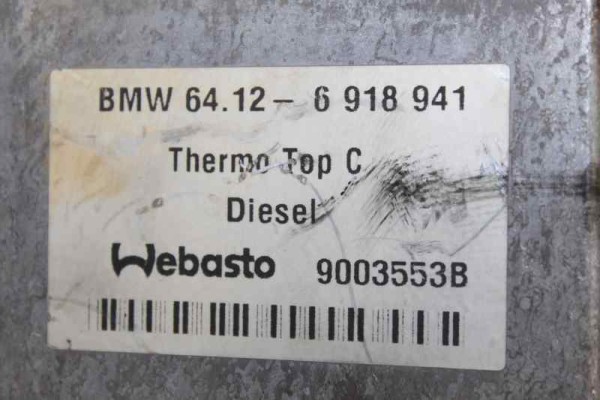 BMW 64.12- 6 918 941
Thermo Top C
Diesel
Webasto 9003553B